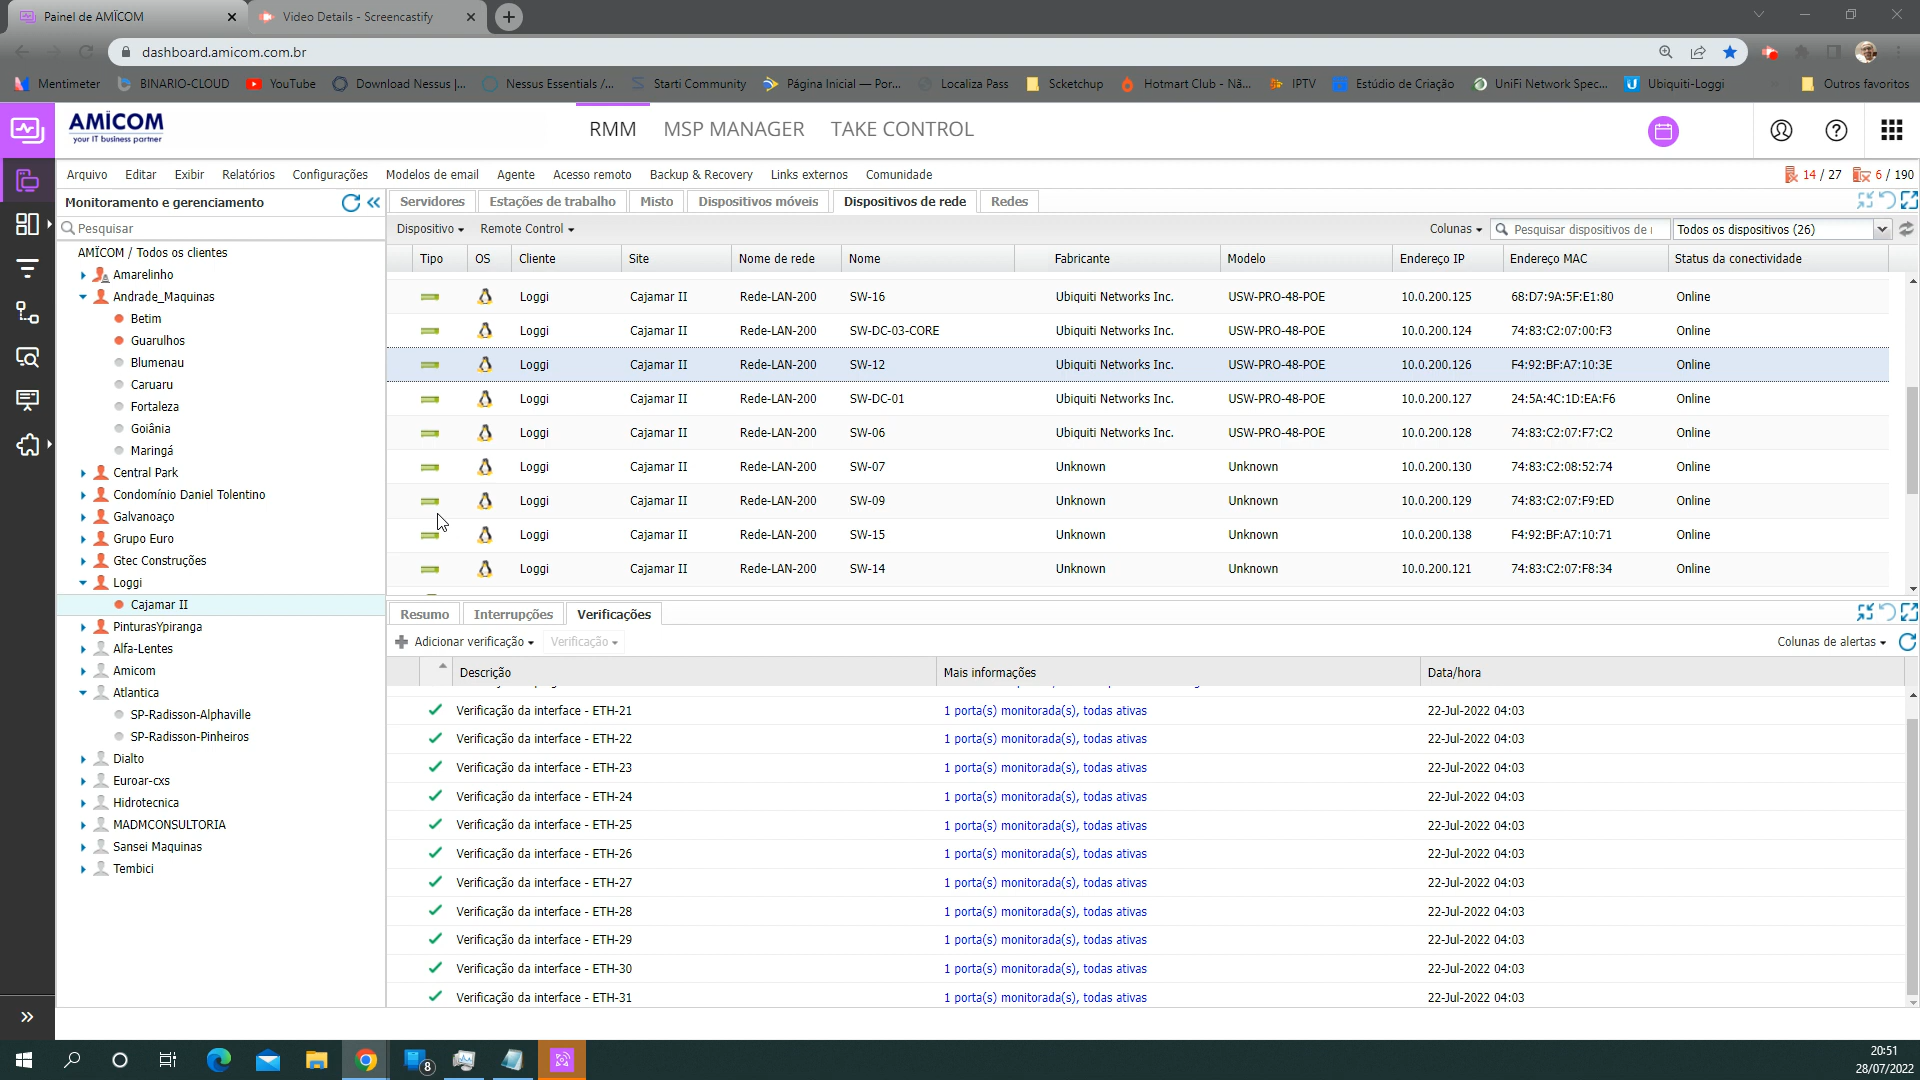 Painel de AMÏCOM
Video Details - Screencastify
dashboard.amicom.com.br
Mentimeter
BINARIO-CLOUD
YouTube
Download Nessus |...
Nessus Essentials /...
Starti Community
Página Inicial — Por...
Localiza Pass
Scketchup
Hotmart Club - Nã...
IPTV
Estúdio de Criação
UniFi Network Spec...
Ubiquiti-Loggi
Outros favoritos
AMÏCOM
your IT business partner
RMM MSP MANAGER TAKE CONTROL
Arquivo Editar Exibir Relatórios Configurações Modelos de email Agente Acesso remoto Backup & Recovery Links externos Comunidade
14 / 27 6 / 190
Monitoramento e gerenciamento
Pesquisar
AMÏCOM / Todos os clientes
Amarelinho
Andrade_Maquinas
Betim
Guarulhos
Blumenau
Caruaru
Fortaleza
Goiânia
Maringá
Central Park
Condomínio Daniel Tolentino
Galvanoaço
Grupo Euro
Gtec Construções
Loggi
Cajamar II
PinturasYpiranga
Alfa-Lentes
Amicom
Atlantica
SP-Radisson-Alphaville
SP-Radisson-Pinheiros
Dialto
Euroar-cxs
Hidrotecnica
MADMCONSULTORIA
Sansei Maquinas
Tembici
Servidores Estações de trabalho Misto Dispositivos móveis Dispositivos de rede Redes
Dispositivo Remote Control Colunas Pesquisar dispositivos de Todos os dispositivos (26)
Tipo OS Cliente Site Nome de rede Nome Fabricante Modelo Endereço IP Endereço MAC Status da conectividade
Loggi Cajamar II Rede-LAN-200 SW-16 Ubiquiti Networks Inc. USW-PRO-48-POE 10.0.200.125 68:D7:9A:5F:E1:80 Online
Loggi Cajamar II Rede-LAN-200 SW-DC-03-CORE Ubiquiti Networks Inc. USW-PRO-48-POE 10.0.200.124 74:83:C2:07:00:F3 Online
Loggi Cajamar II Rede-LAN-200 SW-12 Ubiquiti Networks Inc. USW-PRO-48-POE 10.0.200.126 F4:92:BF:A7:10:3E Online
Loggi Cajamar II Rede-LAN-200 SW-DC-01 Ubiquiti Networks Inc. USW-PRO-48-POE 10.0.200.127 24:5A:4C:1D:EA:F6 Online
Loggi Cajamar II Rede-LAN-200 SW-06 Ubiquiti Networks Inc. USW-PRO-48-POE 10.0.200.128 74:83:C2:07:F7:C2 Online
Loggi Cajamar II Rede-LAN-200 SW-07 Unknown Unknown 10.0.200.130 74:83:C2:08:52:74 Online
Loggi Cajamar II Rede-LAN-200 SW-09 Unknown Unknown 10.0.200.129 74:83:C2:07:F9:ED Online
Loggi Cajamar II Rede-LAN-200 SW-15 Unknown Unknown 10.0.200.138 F4:92:BF:A7:10:71 Online
Loggi Cajamar II Rede-LAN-200 SW-14 Unknown Unknown 10.0.200.121 74:83:C2:07:F8:34 Online
Resumo Interrupções Verificações
Adicionar verificação Verificação Colunas de alertas
Descrição Mais informações Data/hora
Verificação da interface - ETH-21 1 porta(s) monitorada(s), todas ativas 22-Jul-2022 04:03
Verificação da interface - ETH-22 1 porta(s) monitorada(s), todas ativas 22-Jul-2022 04:03
Verificação da interface - ETH-23 1 porta(s) monitorada(s), todas ativas 22-Jul-2022 04:03
Verificação da interface - ETH-24 1 porta(s) monitorada(s), todas ativas 22-Jul-2022 04:03
Verificação da interface - ETH-25 1 porta(s) monitorada(s), todas ativas 22-Jul-2022 04:03
Verificação da interface - ETH-26 1 porta(s) monitorada(s), todas ativas 22-Jul-2022 04:03
Verificação da interface - ETH-27 1 porta(s) monitorada(s), todas ativas 22-Jul-2022 04:03
Verificação da interface - ETH-28 1 porta(s) monitorada(s), todas ativas 22-Jul-2022 04:03
Verificação da interface - ETH-29 1 porta(s) monitorada(s), todas ativas 22-Jul-2022 04:03
Verificação da interface - ETH-30 1 porta(s) monitorada(s), todas ativas 22-Jul-2022 04:03
Verificação da interface - ETH-31 1 porta(s) monitorada(s), todas ativas 22-Jul-2022 04:03
8
20:51
28/07/2022